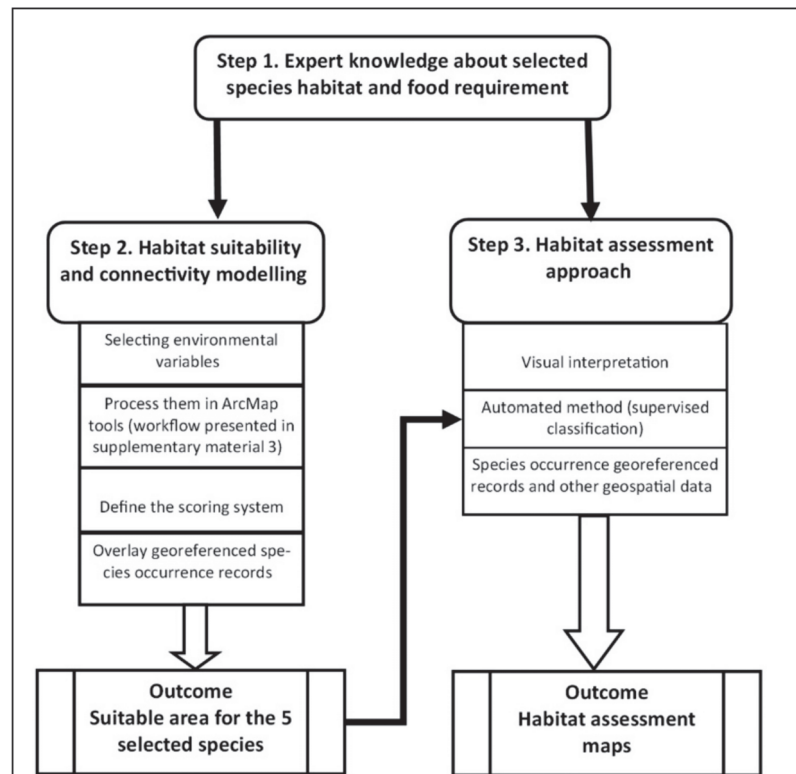 Step 1. Expert knowledge about selected
species habitat and food requirement
Step 2. Habitat suitability
and connectivity modelling
Selecting environmental
variables
Process them in ArcMap
tools (workflow presented in
supplementary material 3)
Define the scoring system
Overlay georeferenced spe-
cies occurrence records
Outcome
Suitable area for the 5
selected species
Step 3. Habitat assessment
approach
Visual interpretation
Automated method (supervised
classification)
Species occurrence georeferenced
records and other geospatial data
Outcome
Habitat assessment
maps